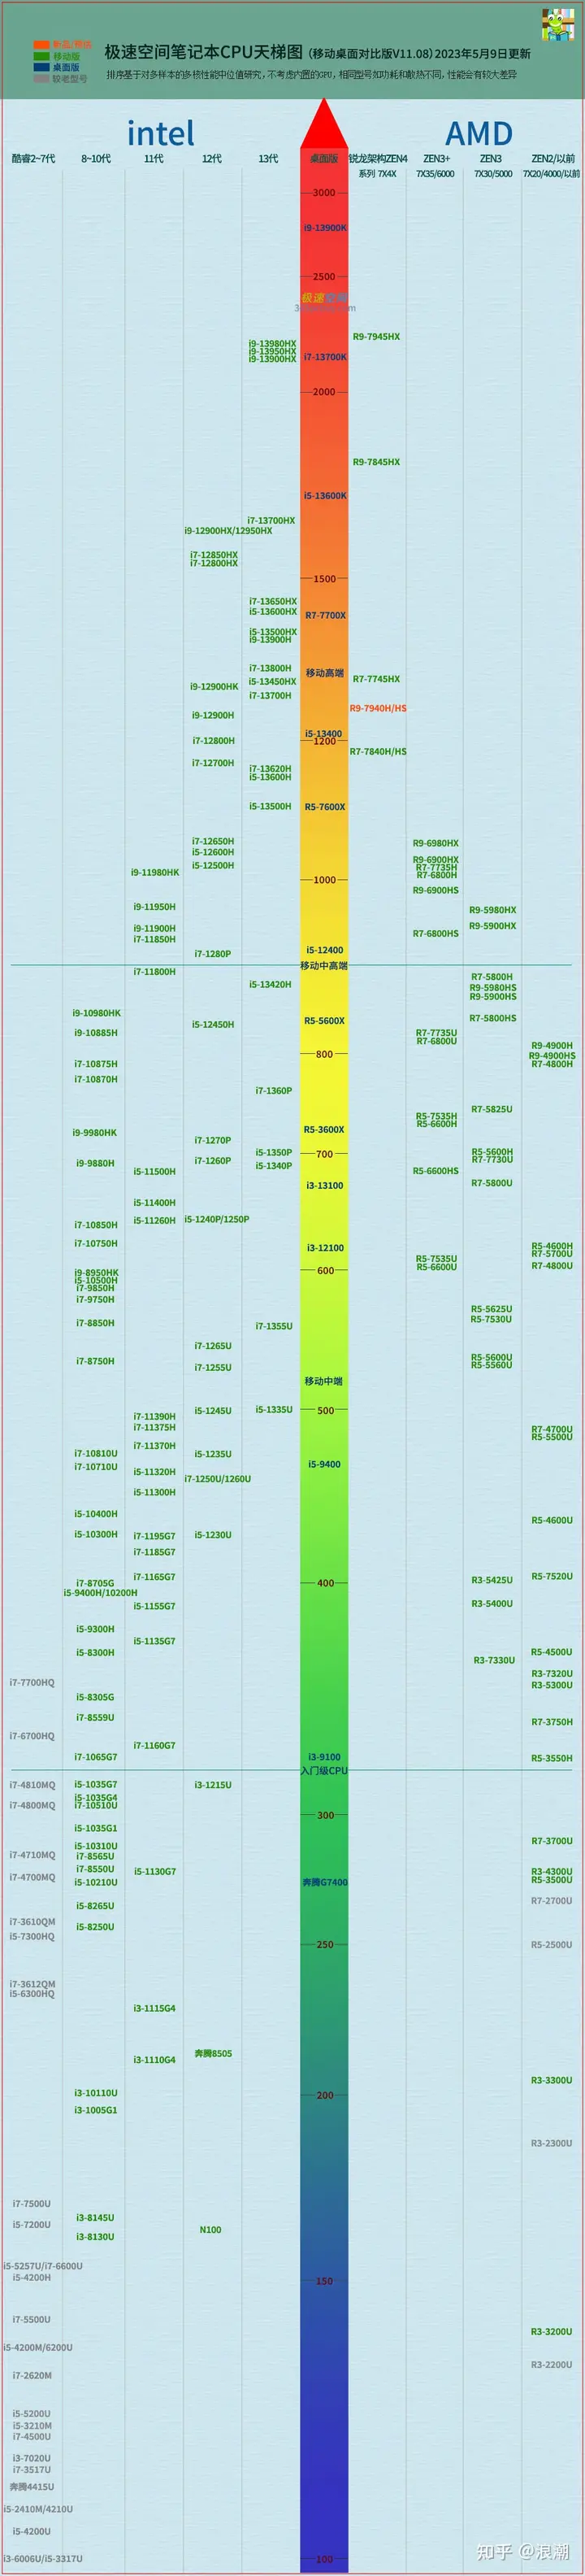 新品/预估
移动版
桌面版
较老型号
极速空间笔记本CPU天梯图（移动桌面对比版V11.08）2023年5月9日更新
排序基于对多样本的多核性能中位值研究，不考虑内置的GPU，相同型号如功耗和散热不同，性能会有较大差异
intel AMD
酷睿2~7代 8~10代 11代 12代 13代 桌面版 锐龙架构ZEN4 ZEN3+ ZEN3 ZEN2/以前
系列 7X4X 7X35/6000 7X30/5000 7X20/4000/以前
3000
i9-13900K
2500
极速空间
i9-13980HX R9-7945HX
i9-13950HX
i9-13900HX i7-13700K
2000
R9-7845HX
i5-13600K
i7-13700HX
i9-12900HX/12950HX
i7-12850HX
i7-12800HX
1500
i7-13650HX
i5-13600HX R7-7700X
i5-13500HX
i9-13900H
i7-13800H 移动高端
i5-13450HX R7-7745HX
i9-12900HK
i7-13700H
R9-7940H/HS
i9-12900H
i5-13400
i7-12800H 1200
R7-7840H/HS
i7-12700H
i7-13620H
i5-13600H
i5-13500H R5-7600X
i7-12650H R9-6980HX
i5-12600H
i5-12500H R9-6900HX
R7-7735H
i9-11980HK R7-6800H
1000
R9-6900HS
i9-11950H R9-5980HX
i9-11900H R9-5900HX
i7-11850H R7-6800HS
i7-1280P i5-12400
移动中高端
i7-11800H
i5-13420H R7-5800H
R9-5980HS
R9-5900HS
i9-10980HK R5-5600X R7-5800HS
i5-12450H
i9-10885H R7-7735U
R7-6800U R9-4900H
800 R9-4900HS
i7-10875H R7-4800H
i7-10870H
i7-1360P
R7-5825U
R5-7535H
R5-6600H
i9-9980HK R3-3600X
i7-1270P
i5-1350P 700 R5-5600H
i9-9880H i7-1260P i5-1340P R7-7730U
i5-11500H R5-6600HS
i3-13100 R7-5800U
i5-11400H
i7-10850H i5-11260H i5-1240P/1250P
i7-10750H i3-12100 R5-4600H
R5-7535U R7-5700U
R5-6600U R7-4800U
i9-8950HK 600
i5-10500H
i7-9850H
i7-9750H
R5-5625U
i7-8850H i7-1355U R5-7530U
i7-1265U
i7-8750H i7-1255U R5-5600U
R5-5560U
移动中端
i5-1245U i5-1335U 500
i7-11390H
i7-11375H R7-4700U
R5-5500U
i7-11370H
i7-10810U i5-1235U
i7-10710U i5-11320H i5-9400
i7-1250U/1260U
i5-11300H
i5-10400H R5-4600U
i5-10300H i7-1195G7 i5-1230U
i7-1185G7
i7-8705G i7-1165G7 400 R3-5425U R5-7520U
i5-9400H/10200H
i5-1155G7 R3-5400U
i5-9300H
i5-1135G7
i5-8300H R3-7330U R5-4500U
i7-7700HQ R3-7320U
R3-5300U
i5-8305G
i7-8559U R7-3750H
i7-6700HQ i7-1160G7
i7-1065G7 i3-9100 R5-3550H
入门级CPU
i7-4810MQ i5-1035G7 i3-1215U
i5-1035G4
i7-4800MQ i7-10510U
300
i5-1035G1
i5-10310U R7-3700U
i7-4710MQ i7-8565U
i7-8550U i5-1130G7 R3-4300U
i7-4700MQ i5-10210U 奔腾G7400 R5-3500U
i5-8265U R7-2700U
i7-3610QM i5-8250U
i5-7300HQ
250 R5-2500U
i7-3612QM
i5-6300HQ
i3-1115G4
奔腾8505
i3-1110G4
R3-3300U
i3-10110U 200
i3-1005G1
R3-2300U
i7-7500U
i5-7200U i3-8145U
N100
i3-8130U
i5-5257U/i7-6600U
i5-4200H 150
i7-5500U
R3-3200U
i5-4200M/6200U
R3-2200U
i7-2620M
i5-5200U
i5-3210M
i7-4500U
i3-7020U
i7-3517U
奔腾4415U
i5-2410M/4210U
i5-4200U
知乎 @浪潮
i3-6006U/i5-3317U 100